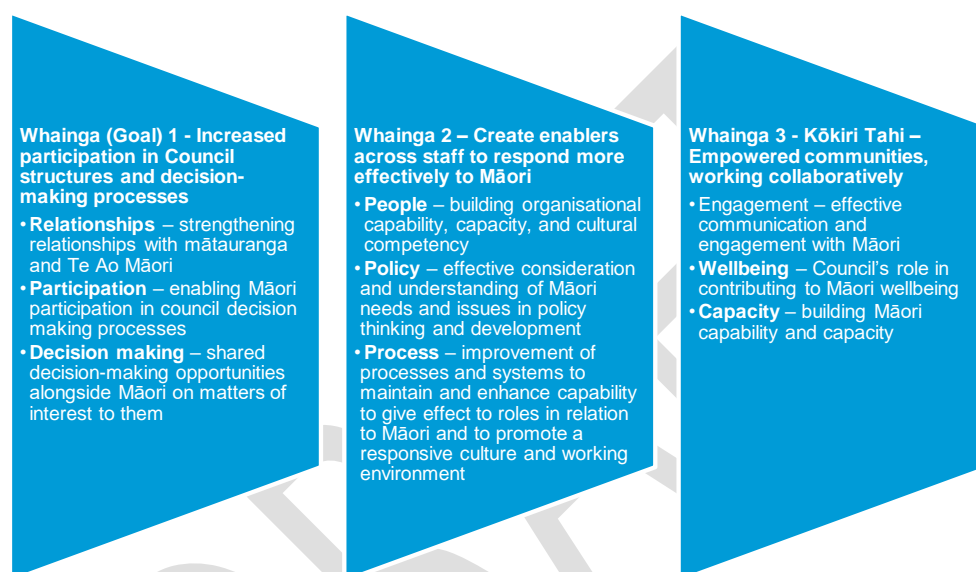 Whainga (Goal) 1 - Increased
participation in Council
structures and decision-
making processes
• Relationships – strengthening
relationships with mātauranga
and Te Ao Māori
• Participation – enabling Māori
participation in council decision
making processes
• Decision making – shared
decision-making opportunities
alongside Māori on matters of
interest to them
Whainga 2 – Create enablers
across staff to respond more
effectively to Māori
• People – building organisational
capability, capacity, and cultural
competency
• Policy – effective consideration
and understanding of Māori
needs and issues in policy
thinking and development
• Process – improvement of
processes and systems to
maintain and enhance capability
to give effect to roles in relation
to Māori and to promote a
responsive culture and working
environment
Whainga 3 - Kōkiri Tahi –
Empowered communities,
working collaboratively
• Engagement – effective
communication and
engagement with Māori
• Wellbeing – Council's role in
contributing to Māori wellbeing
• Capacity – building Māori
capability and capacity